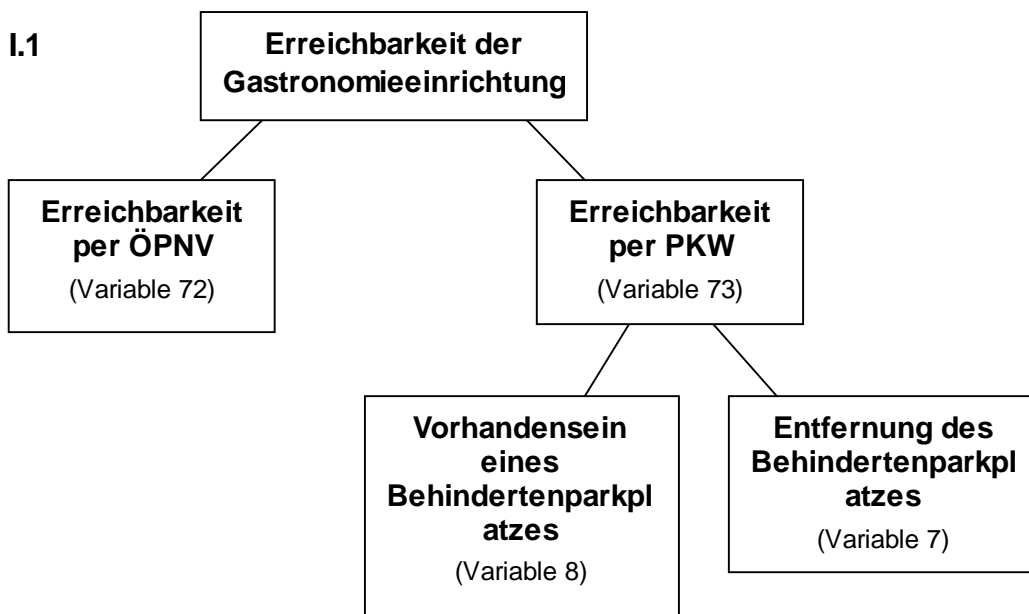 I.1
Erreichbarkeit der
Gastronomieeinrichtung
Erreichbarkeit
per ÖPNV
(Variable 72)
Erreichbarkeit
per PKW
(Variable 73)
Vorhandensein
eines
Behindertenparkpl
atzes
(Variable 8)
Entfernung des
Behindertenparkpl
atzes
(Variable 7)